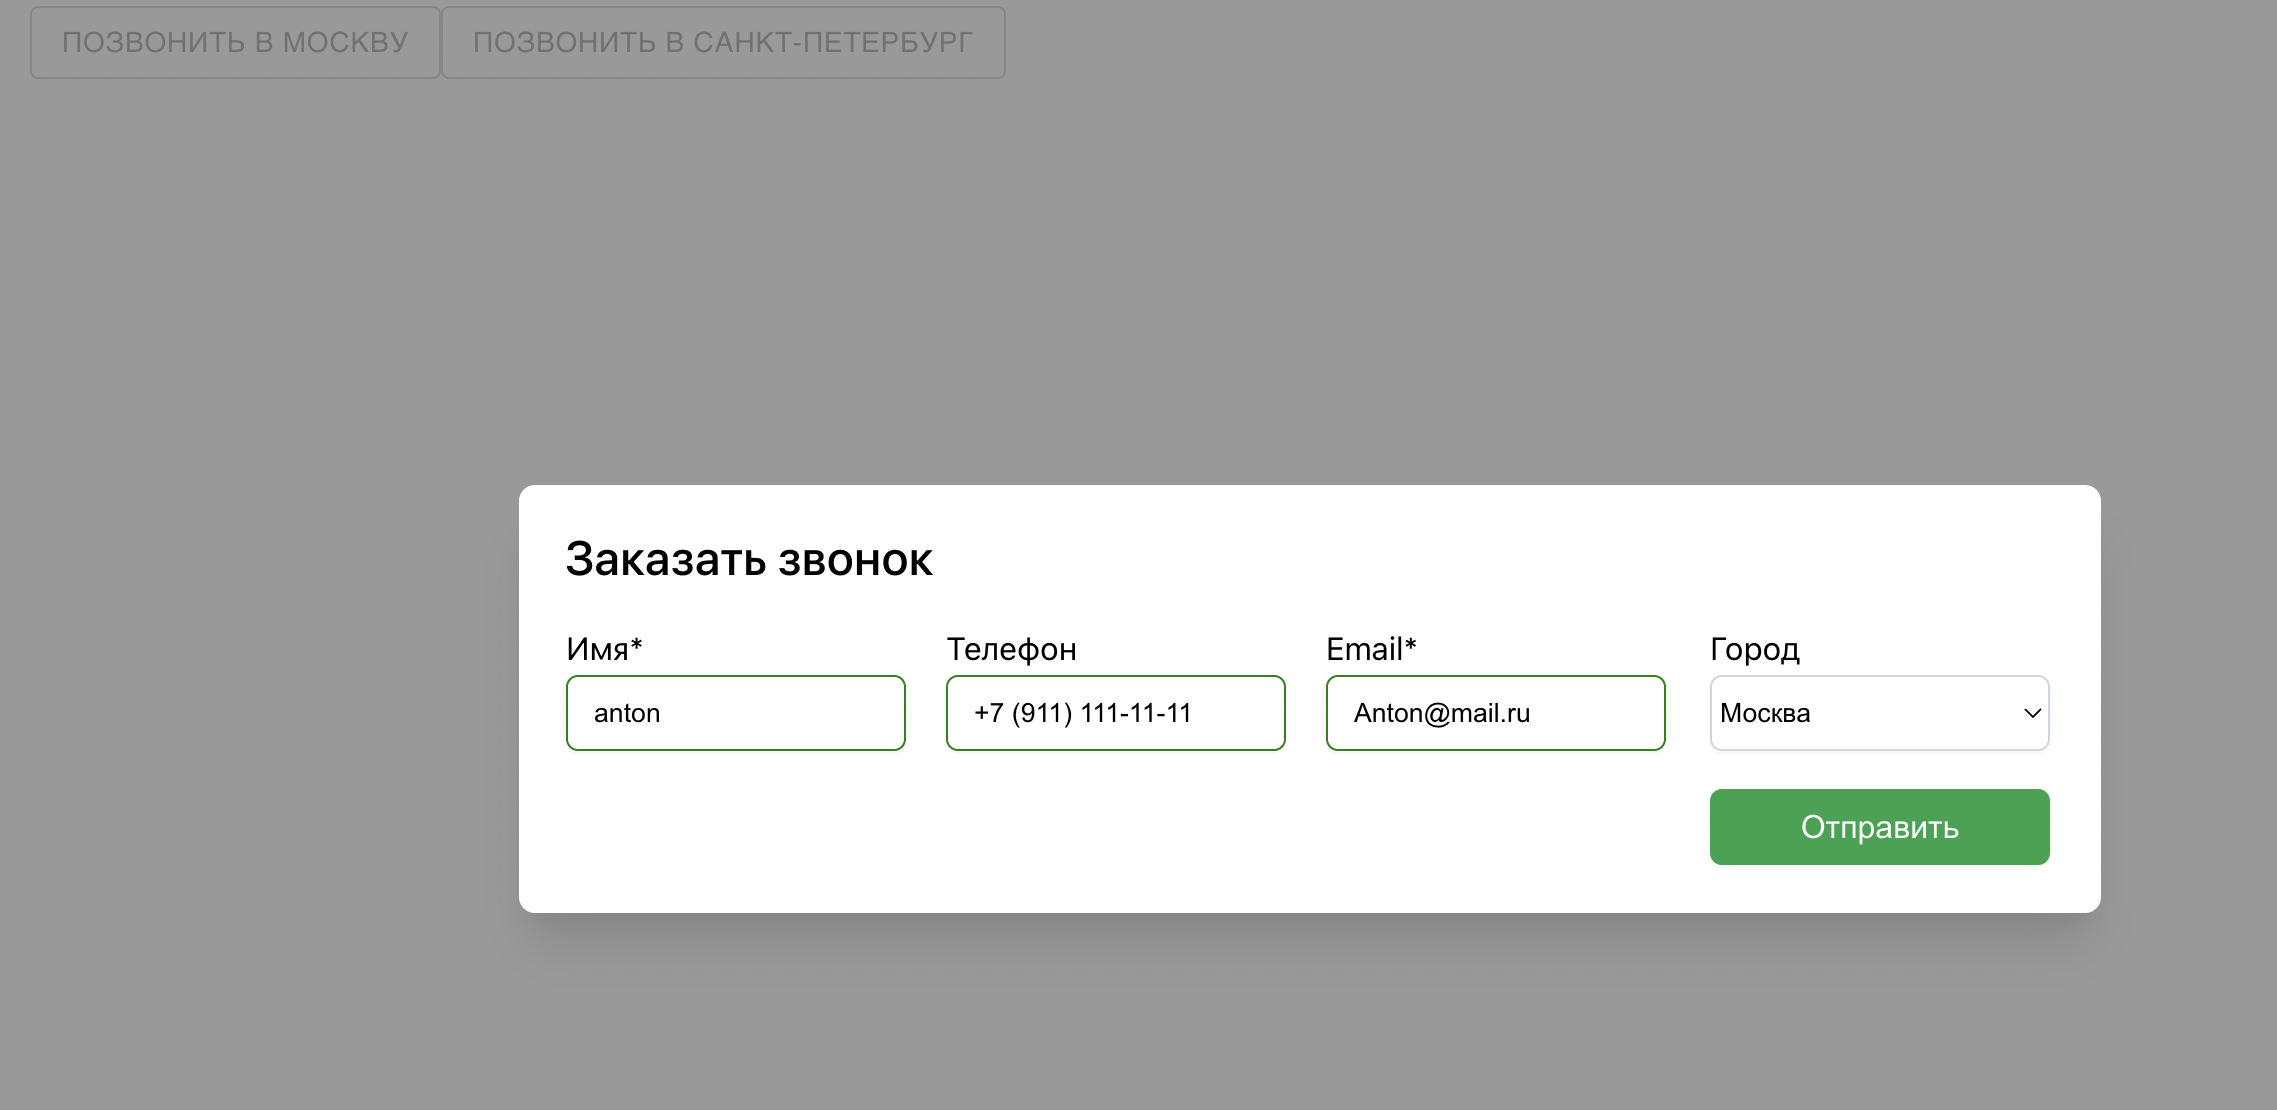 ПОЗВОНИТЬ В МОСКВУ ПОЗВОНИТЬ В САНКТ-ПЕТЕРБУРГ
Заказать звонок
Имя* Телефон Email* Город
anton +7 (911) 111-11-11 Anton@mail.ru Москва
Отправить